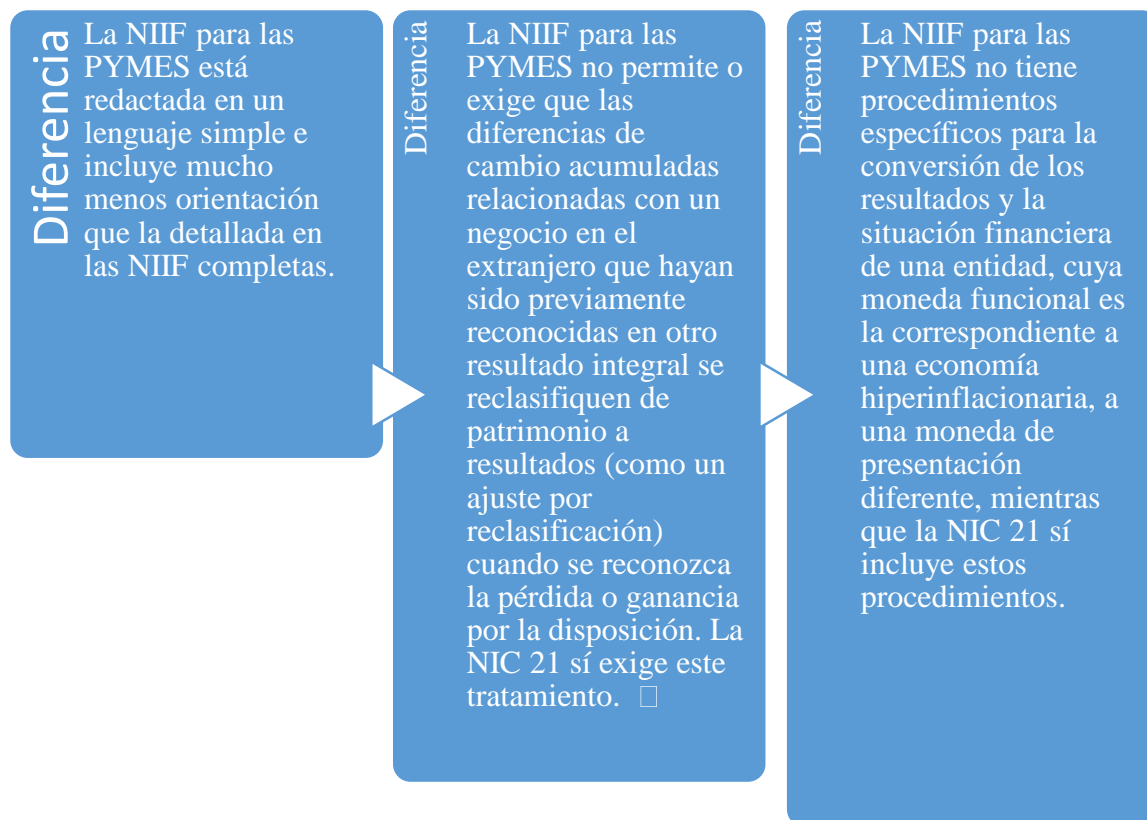 Diferencia
La NIIF para las
PYMES está
redactada en un
lenguaje simple e
incluye mucho
menos orientación
que la detallada en
las NIIF completas.
Diferencia
La NIIF para las
PYMES no permite o
exige que las
diferencias de
cambio acumuladas
relacionadas con un
negocio en el
extranjero que hayan
sido previamente
reconocidas en otro
resultado integral se
reclasifiquen de
patrimonio a
resultados (como un
ajuste por
reclasificación)
cuando se reconozca
la pérdida o ganancia
por la disposición. La
NIC 21 sí exige este
tratamiento. □
Diferencia
La NIIF para las
PYMES no tiene
procedimientos
específicos para la
conversión de los
resultados y la
situación financiera
de una entidad, cuya
moneda funcional es
la correspondiente a
una economía
hiperinflacionaria, a
una moneda de
presentación
diferente, mientras
que la NIC 21 sí
incluye estos
procedimientos.